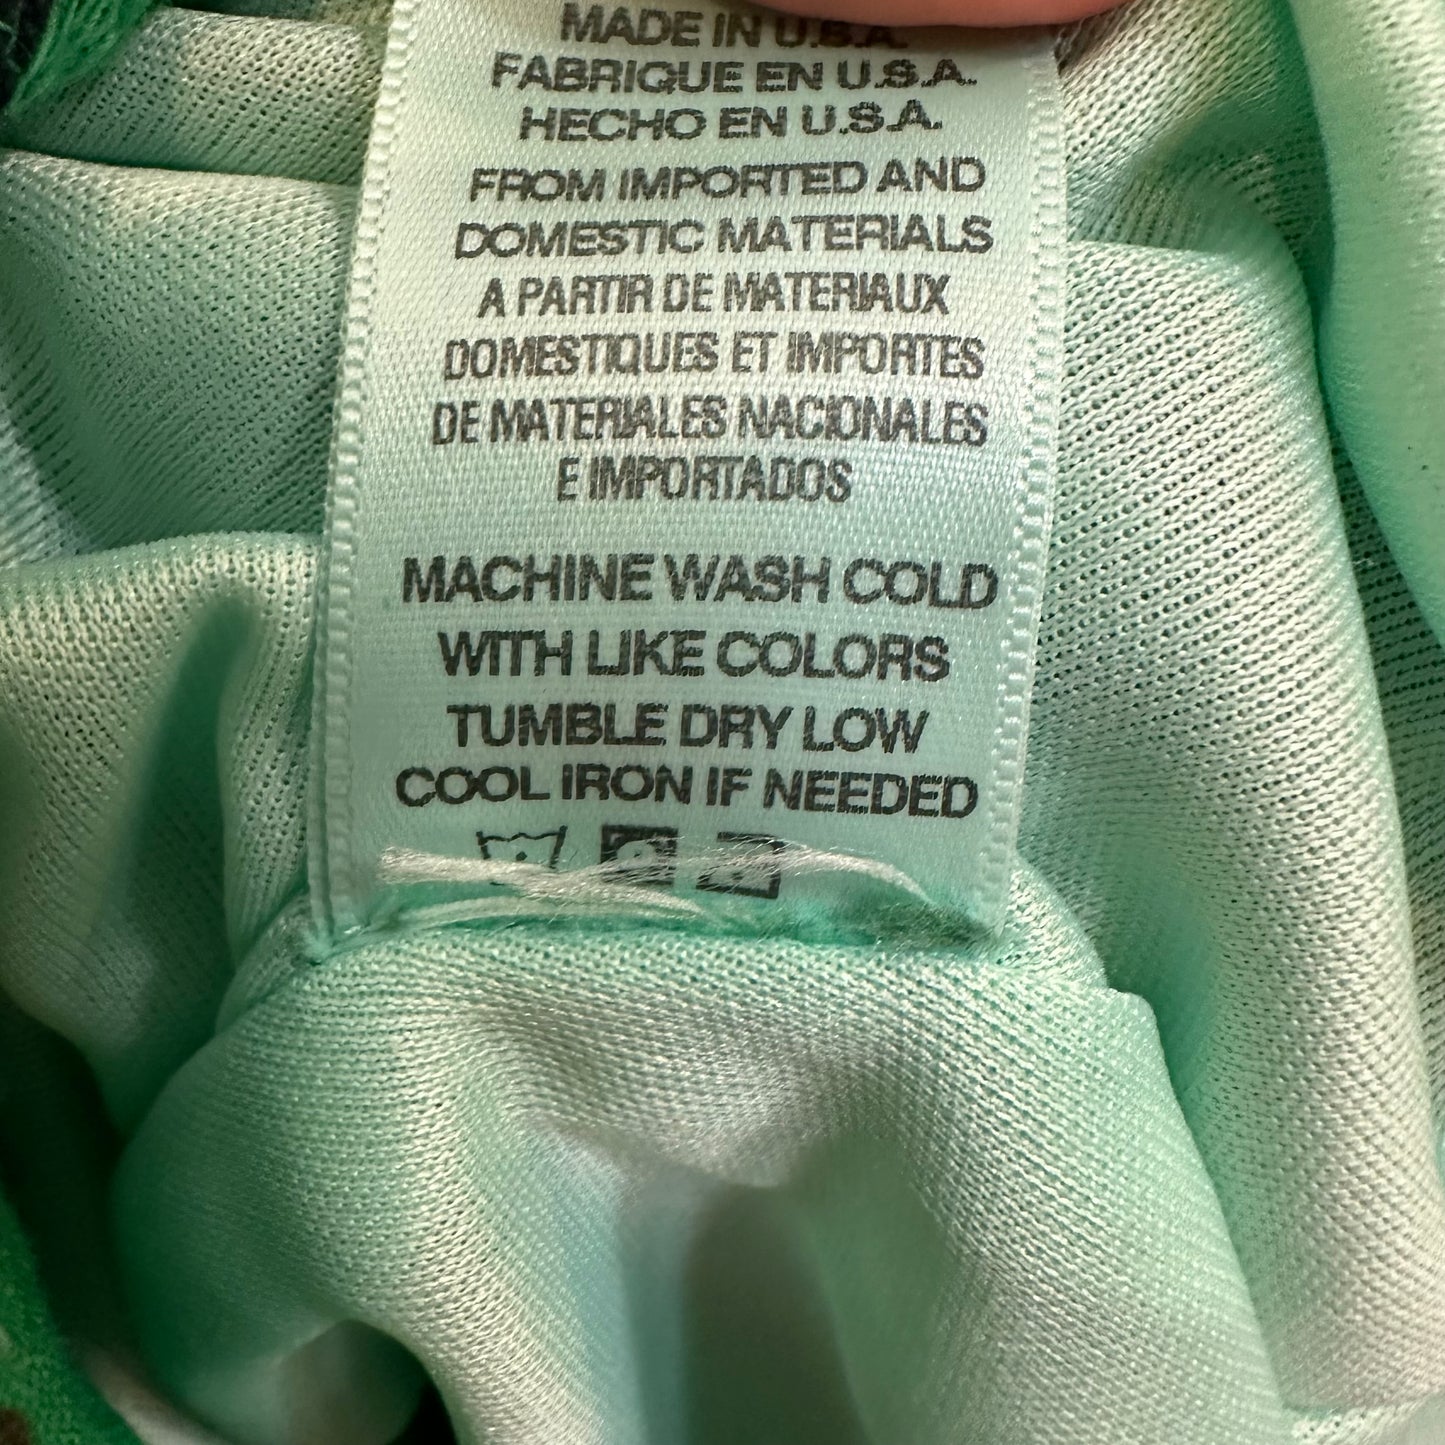 MADE IN U.S.A.
FABRIQUE EN U.S.A.
HECHO EN U.S.A.
FROM IMPORTED AND
DOMESTIC MATERIALS
A PARTIR DE MATERIAUX
DOMESTIQUES ET IMPORTES
DE MATERIALES NACIONALES
E IMPORTADOS
MACHINE WASH COLD
WITH LIKE COLORS
TUMBLE DRY LOW
COOL IRON IF NEEDED